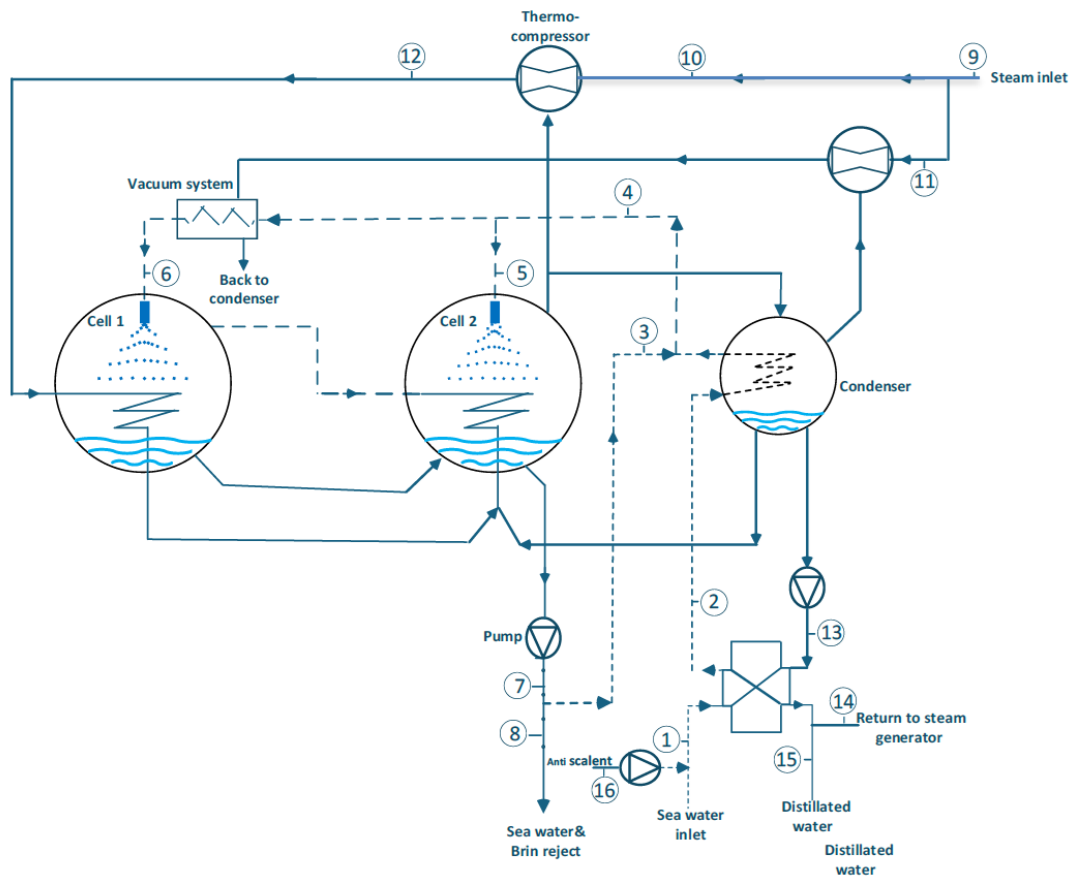 Thermo-
compressor
12
10
9
Steam inlet
11
Vacuum system
4
6
Back to
condenser
5
Cell 1
Cell 2
3
Condenser
2
Pump
13
7
14
Return to steam
generator
8
1
15
Anti scalent
16
Sea water
inlet
Distillated
water
Sea water&
Brin reject
Distillated
water